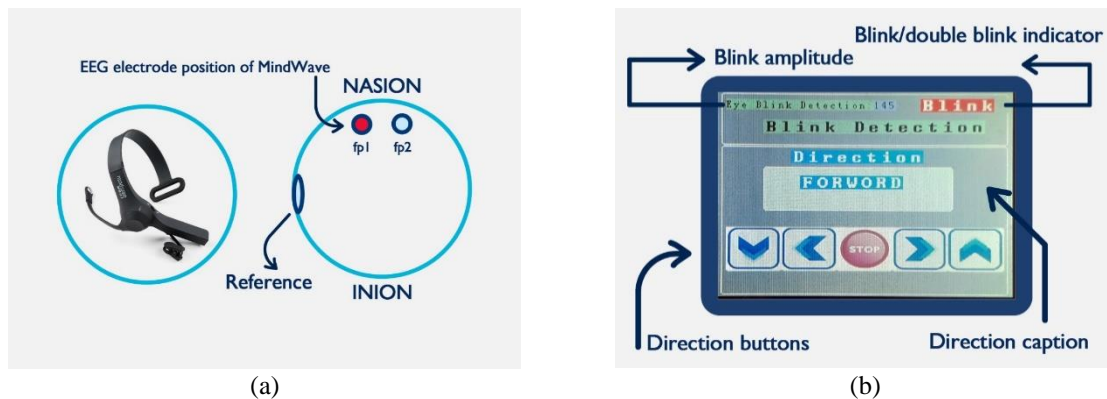 EEG electrode position of MindWave
NASION
fp1 fp2
Reference
INION
(a)
Blink/double blink indicator
Blink amplitude
Eye Blink Detection 145 Blink
Blink Detection
Direction
FORWORD
STOP
Direction buttons
Direction caption
(b)